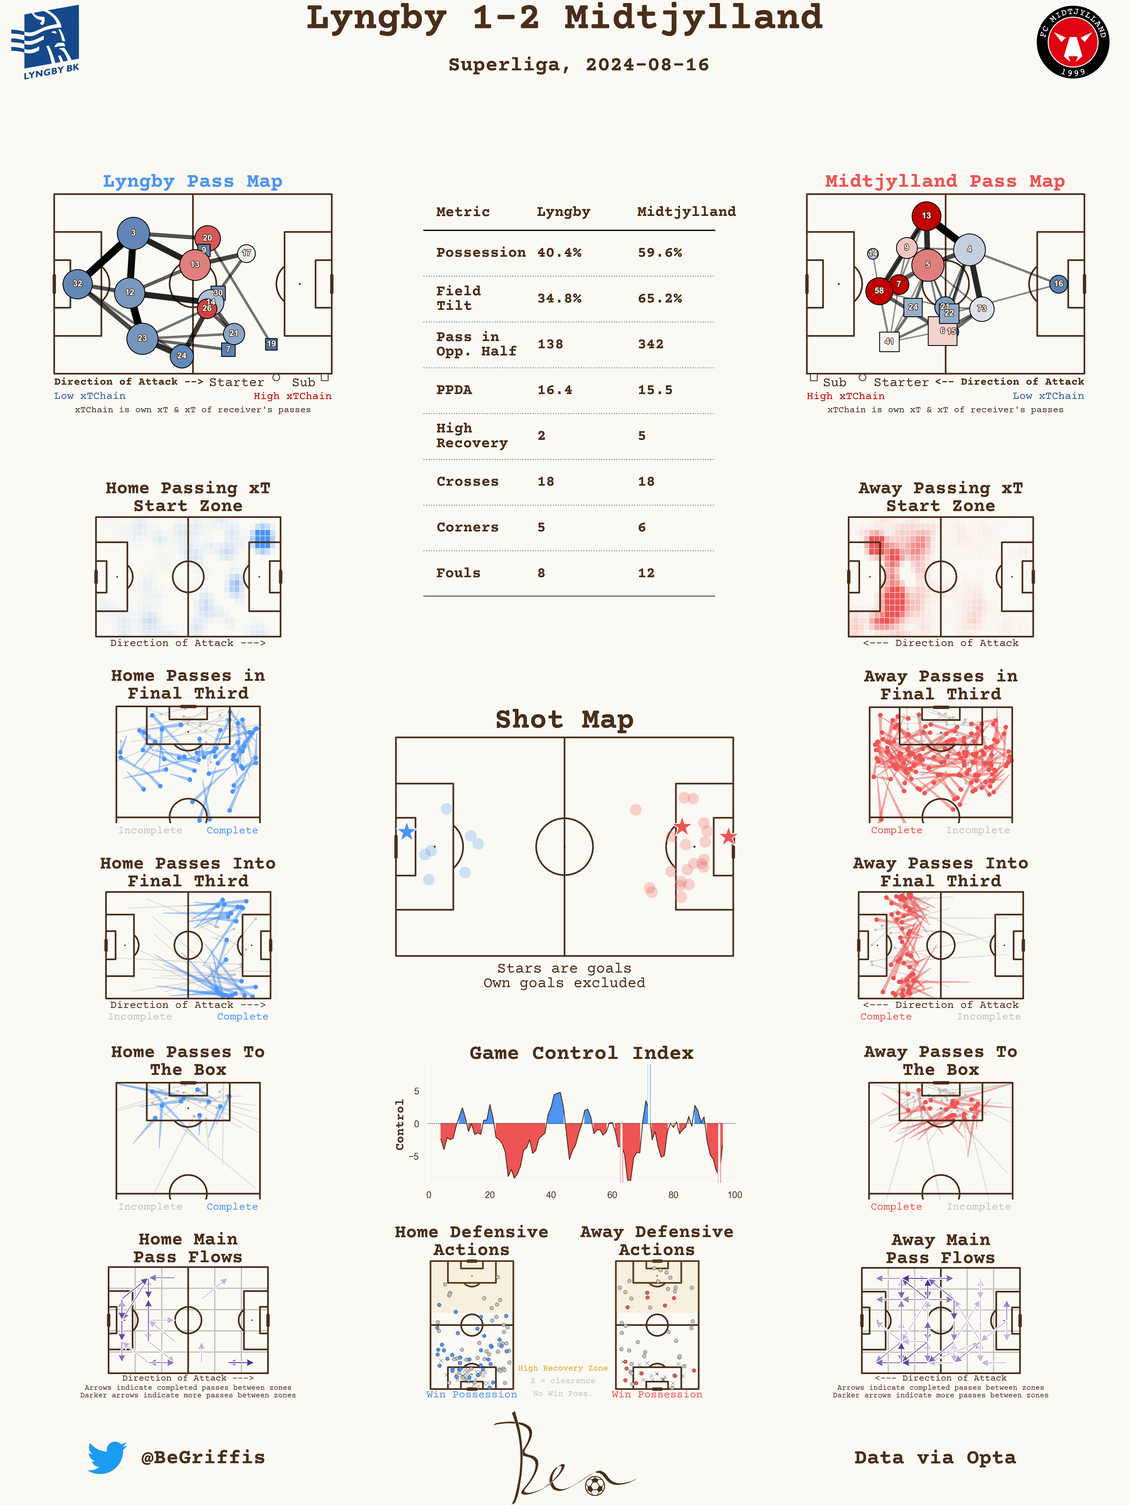 Lyngby 1-2 Midtjylland
Superliga, 2024-08-16
LYNGBY BK
FC MIDTJYLLAND
1999
Lyngby Pass Map
3
20
9
17
13
32
12
30
14
26
23
21
24
7
19
Direction of Attack --> Starter Sub
Low xTChain High xTChain
xTChain is own xT & xT of receiver's passes
Metric Lyngby Midtjylland
Possession 40.4% 59.6%
Field
Tilt 34.8% 65.2%
Pass in
Opp. Half 138 342
PPDA 16.4 15.5
High
Recovery 2 5
Crosses 18 18
Corners 5 6
Fouls 8 12
Midtjylland Pass Map
13
9
4
5
58
7
16
24
22
73
6
15
41
Sub Starter <-- Direction of Attack
High xTChain Low xTChain
xTChain is own xT & xT of receiver's passes
Home Passing xT
Start Zone
Direction of Attack --->
Away Passing xT
Start Zone
<--- Direction of Attack
Home Passes in
Final Third
Incomplete Complete
Away Passes in
Final Third
Complete Incomplete
Shot Map
Stars are goals
Own goals excluded
Home Passes Into
Final Third
Direction of Attack --->
Incomplete Complete
Away Passes Into
Final Third
<--- Direction of Attack
Complete Incomplete
Home Passes To
The Box
Incomplete Complete
Game Control Index
Control
5
0
−5
0 20 40 60 80 100
Away Passes To
The Box
Complete Incomplete
Home Main
Pass Flows
Direction of Attack --->
Arrows indicate completed passes between zones
Darker arrows indicate more passes between zones
Home Defensive
Actions
Win Possession
Away Defensive
Actions
Win Possession
High Recovery Zone
X = clearance
No Win Poss.
Away Main
Pass Flows
<--- Direction of Attack
Arrows indicate completed passes between zones
Darker arrows indicate more passes between zones
@BeGriffis
Data via Opta